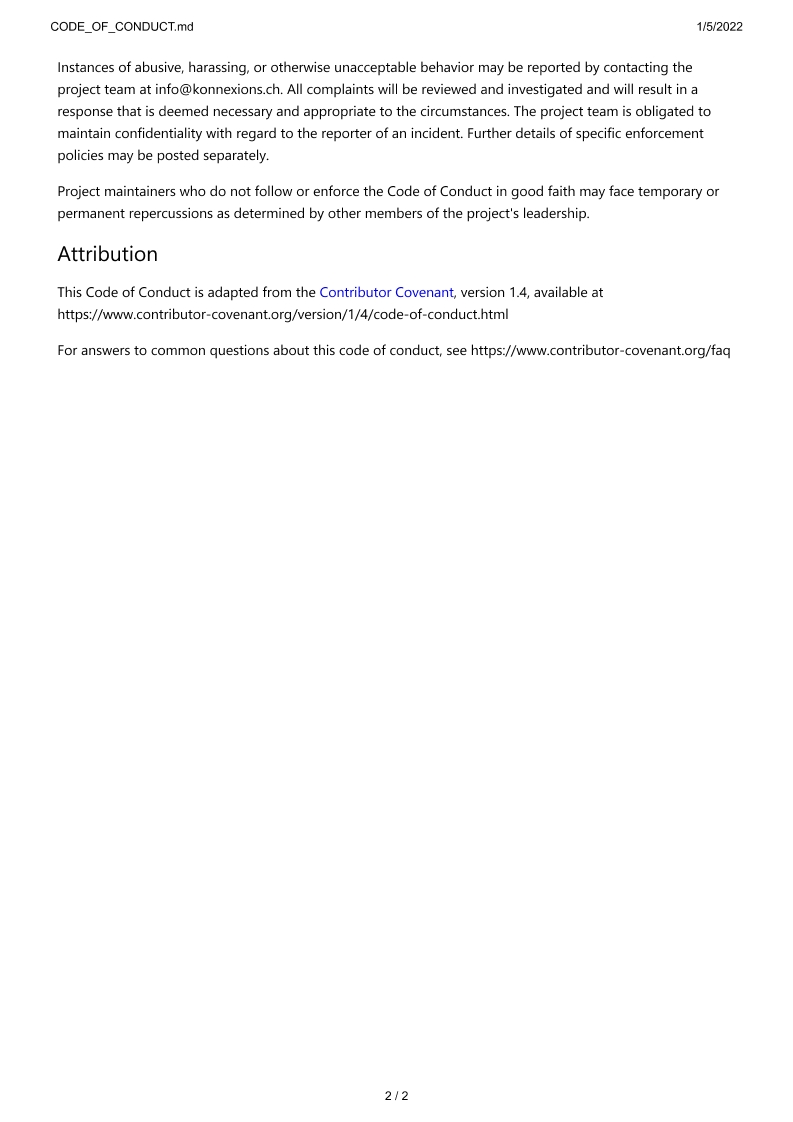 CODE_OF_CONDUCT.md 1/5/2022
Instances of abusive, harassing, or otherwise unacceptable behavior may be reported by contacting the
project team at info@konnexions.ch. All complaints will be reviewed and investigated and will result in a
response that is deemed necessary and appropriate to the circumstances. The project team is obligated to
maintain confidentiality with regard to the reporter of an incident. Further details of specific enforcement
policies may be posted separately.
Project maintainers who do not follow or enforce the Code of Conduct in good faith may face temporary or
permanent repercussions as determined by other members of the project's leadership.
Attribution
This Code of Conduct is adapted from the Contributor Covenant, version 1.4, available at
https://www.contributor-covenant.org/version/1/4/code-of-conduct.html
For answers to common questions about this code of conduct, see https://www.contributor-covenant.org/faq
2 / 2